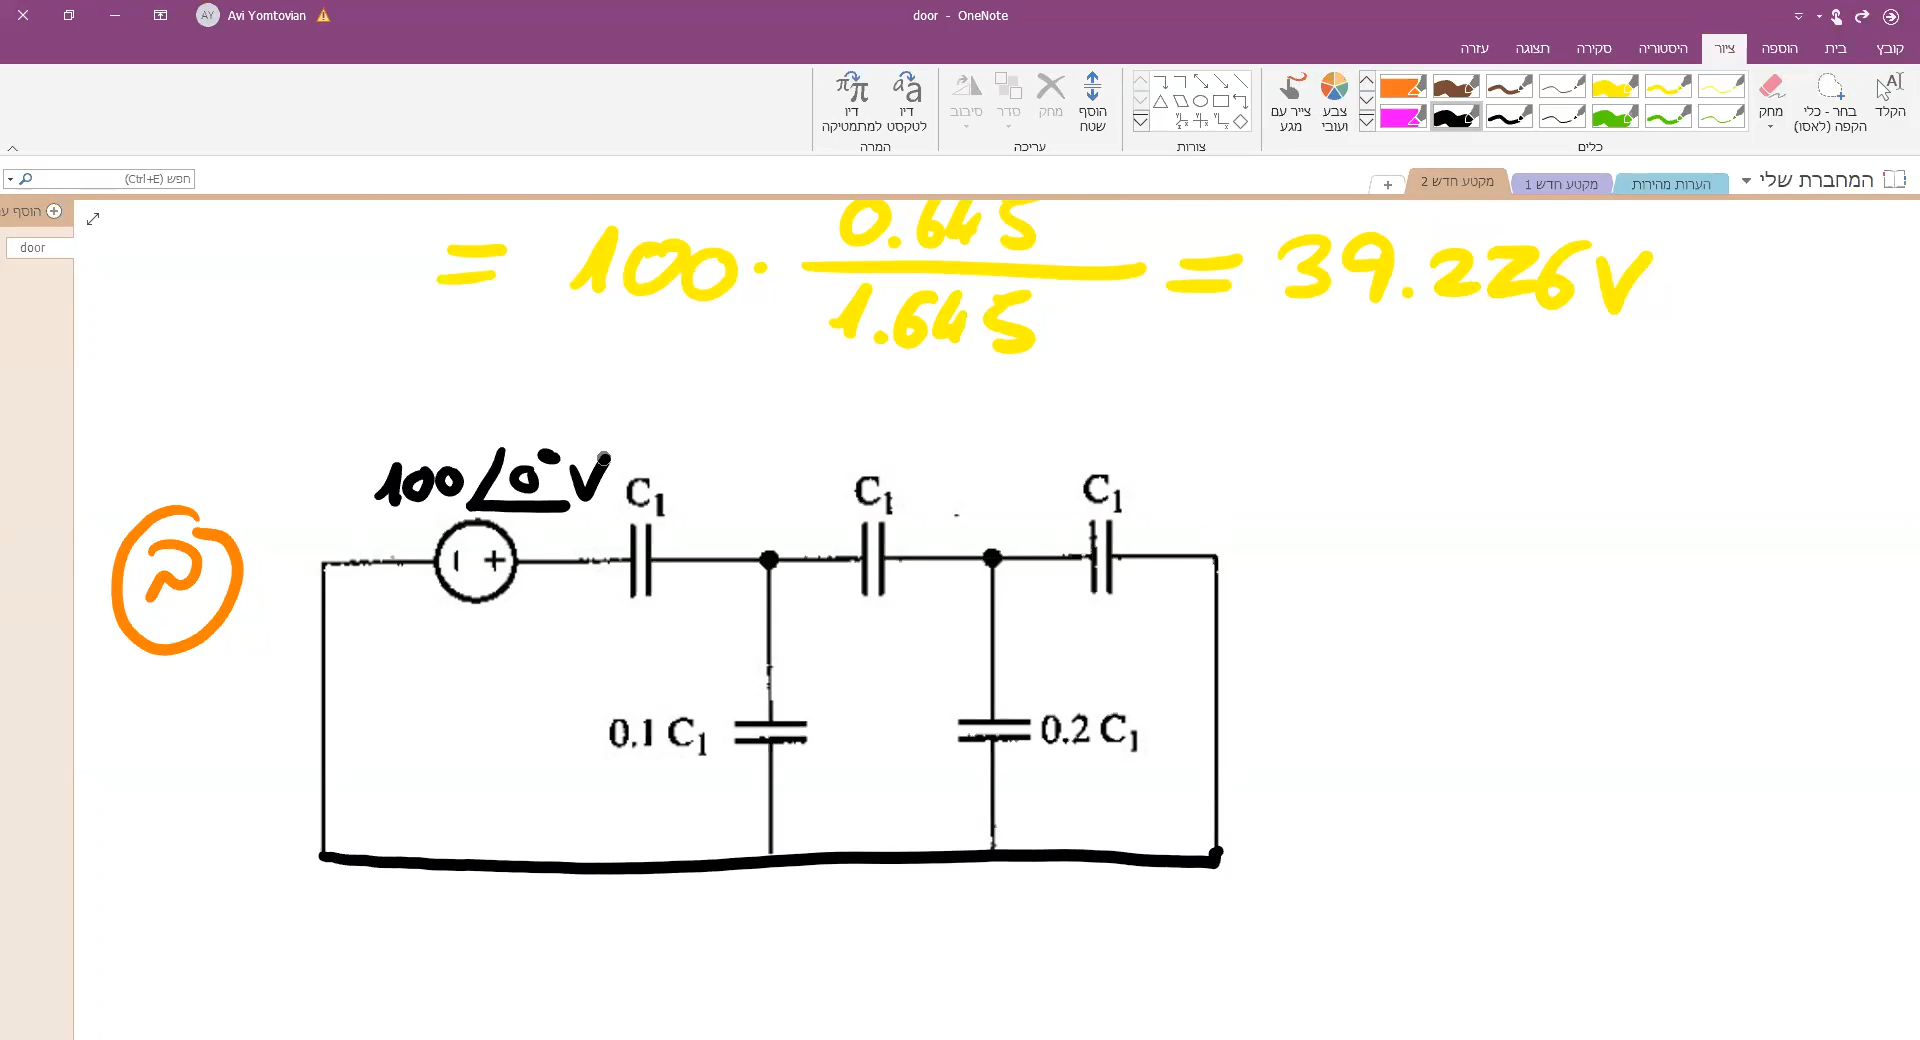 AY Avi Yomtovian
door - OneNote
קובץ בית הוספה ציור היסטוריה סקירה תצוגה עזרה
הקלד
בחר - כלי הקפה (לאסו)
מחק
כלים
צבע ועובי
צייר עם מגע
צורות
הוסף שטח
מחק
סדר
סיבוב
עריכה
דיו לטקסט
דיו למתמטיקה
המרה
המחברת שלי
הערות מהירות
מקטע חדש 1
מקטע חדש 2
+
חפש (Ctrl+E)
הוסף
door
= 100 · 0.645 / 1.645 = 39.226V
100∠0° V
C1
C1
C1
+
0.1 C1
0.2 C1